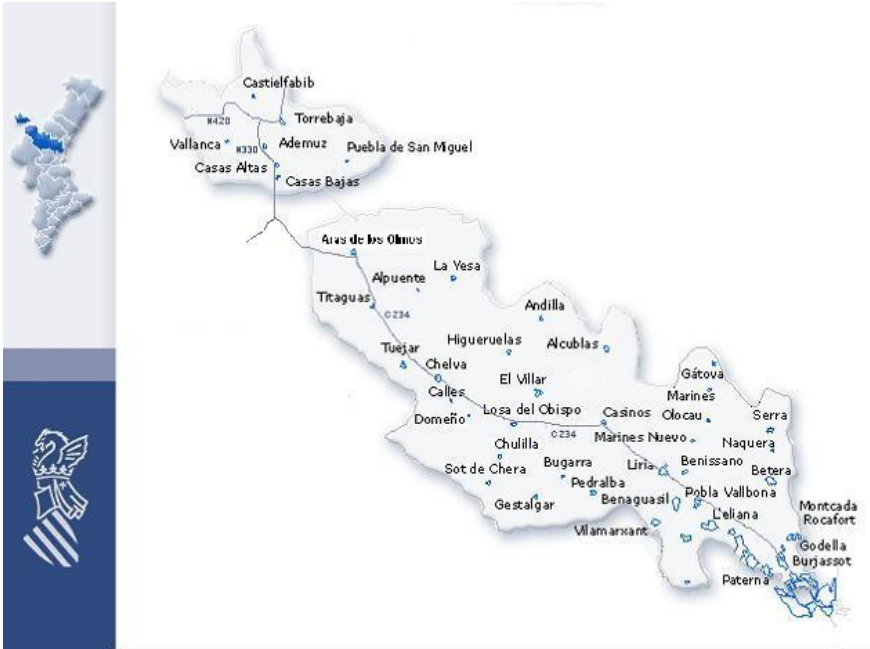 Castielfabib
N420
Torrebaja
Vallanca
N330
Ademuz
Puebla de San Miguel
Casas Altas
Casas Bajas
Aras de los Olmos
La Yesa
Alpuente
Titaguas
C234
Andilla
Higueruelas
Alcublas
Tuejar
Chelva
Gátova
El Villar
Calles
Marines
Losa del Obispo
Casinos
Olocau
Serra
Domeño
C234
Marines Nuevo
Naquera
Chulilla
Sot de Chera
Bugarra
Liria
Benissano
Betera
Pedralba
Gestalgar
Benaguasil
Pobla Vallbona
L'eliana
Montcada
Rocafort
Vilamarxant
Godella
Burjassot
Paterna